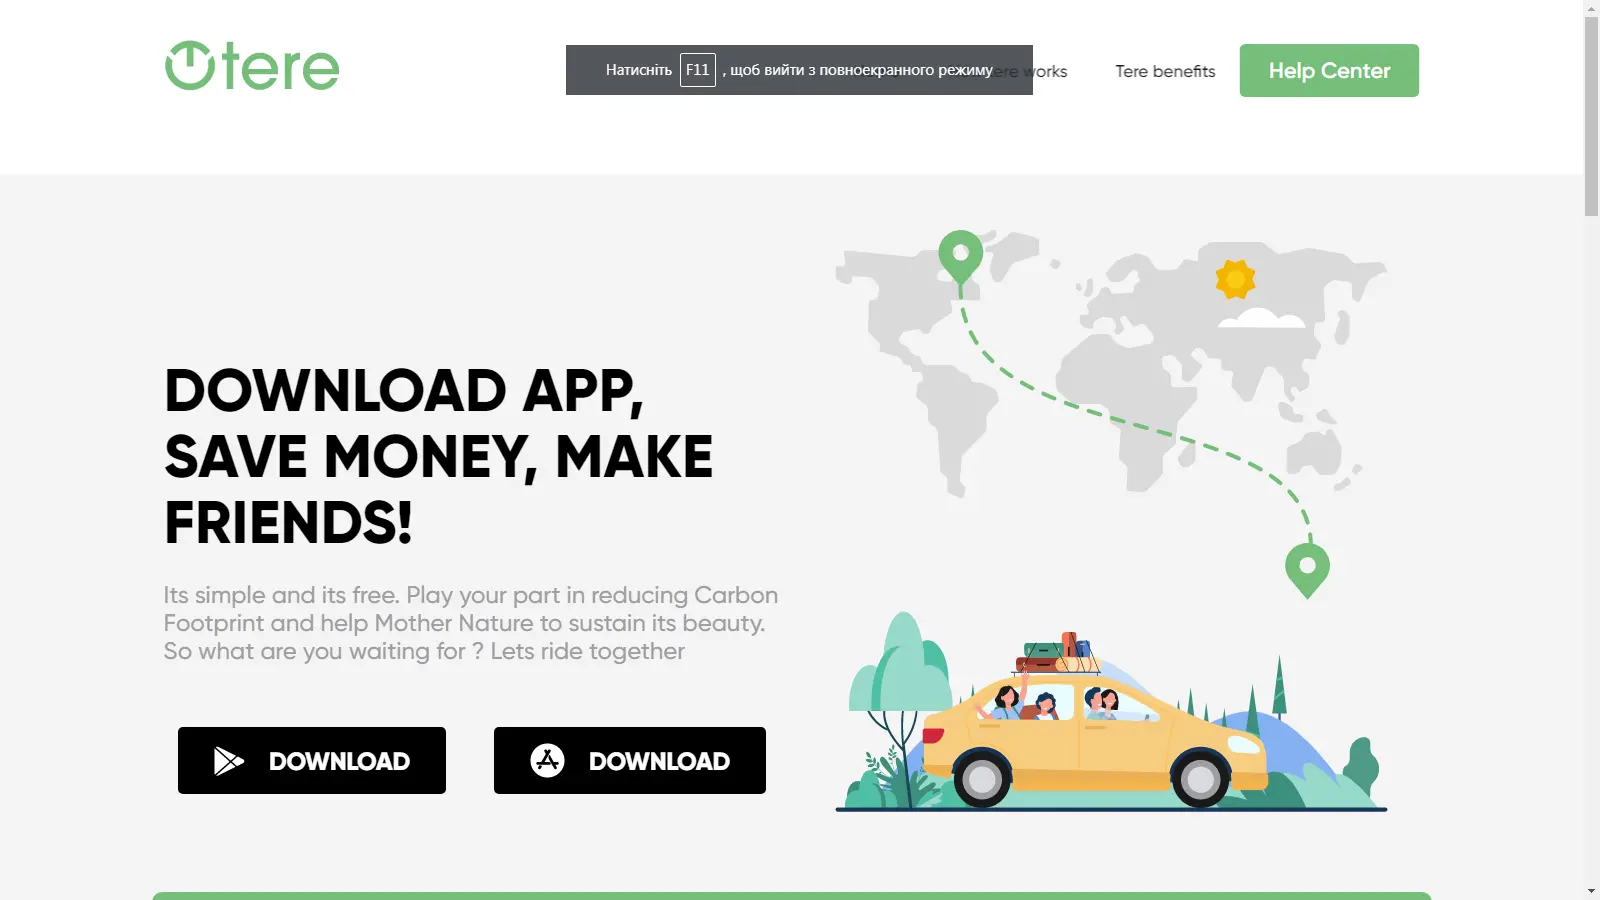 tere
Натисніть F11 , щоб вийти з повноекранного режиму
works
Tere benefits
Help Center
DOWNLOAD APP,
SAVE MONEY, MAKE
FRIENDS!
Its simple and its free. Play your part in reducing Carbon
Footprint and help Mother Nature to sustain its beauty.
So what are you waiting for ? Lets ride together
DOWNLOAD
DOWNLOAD